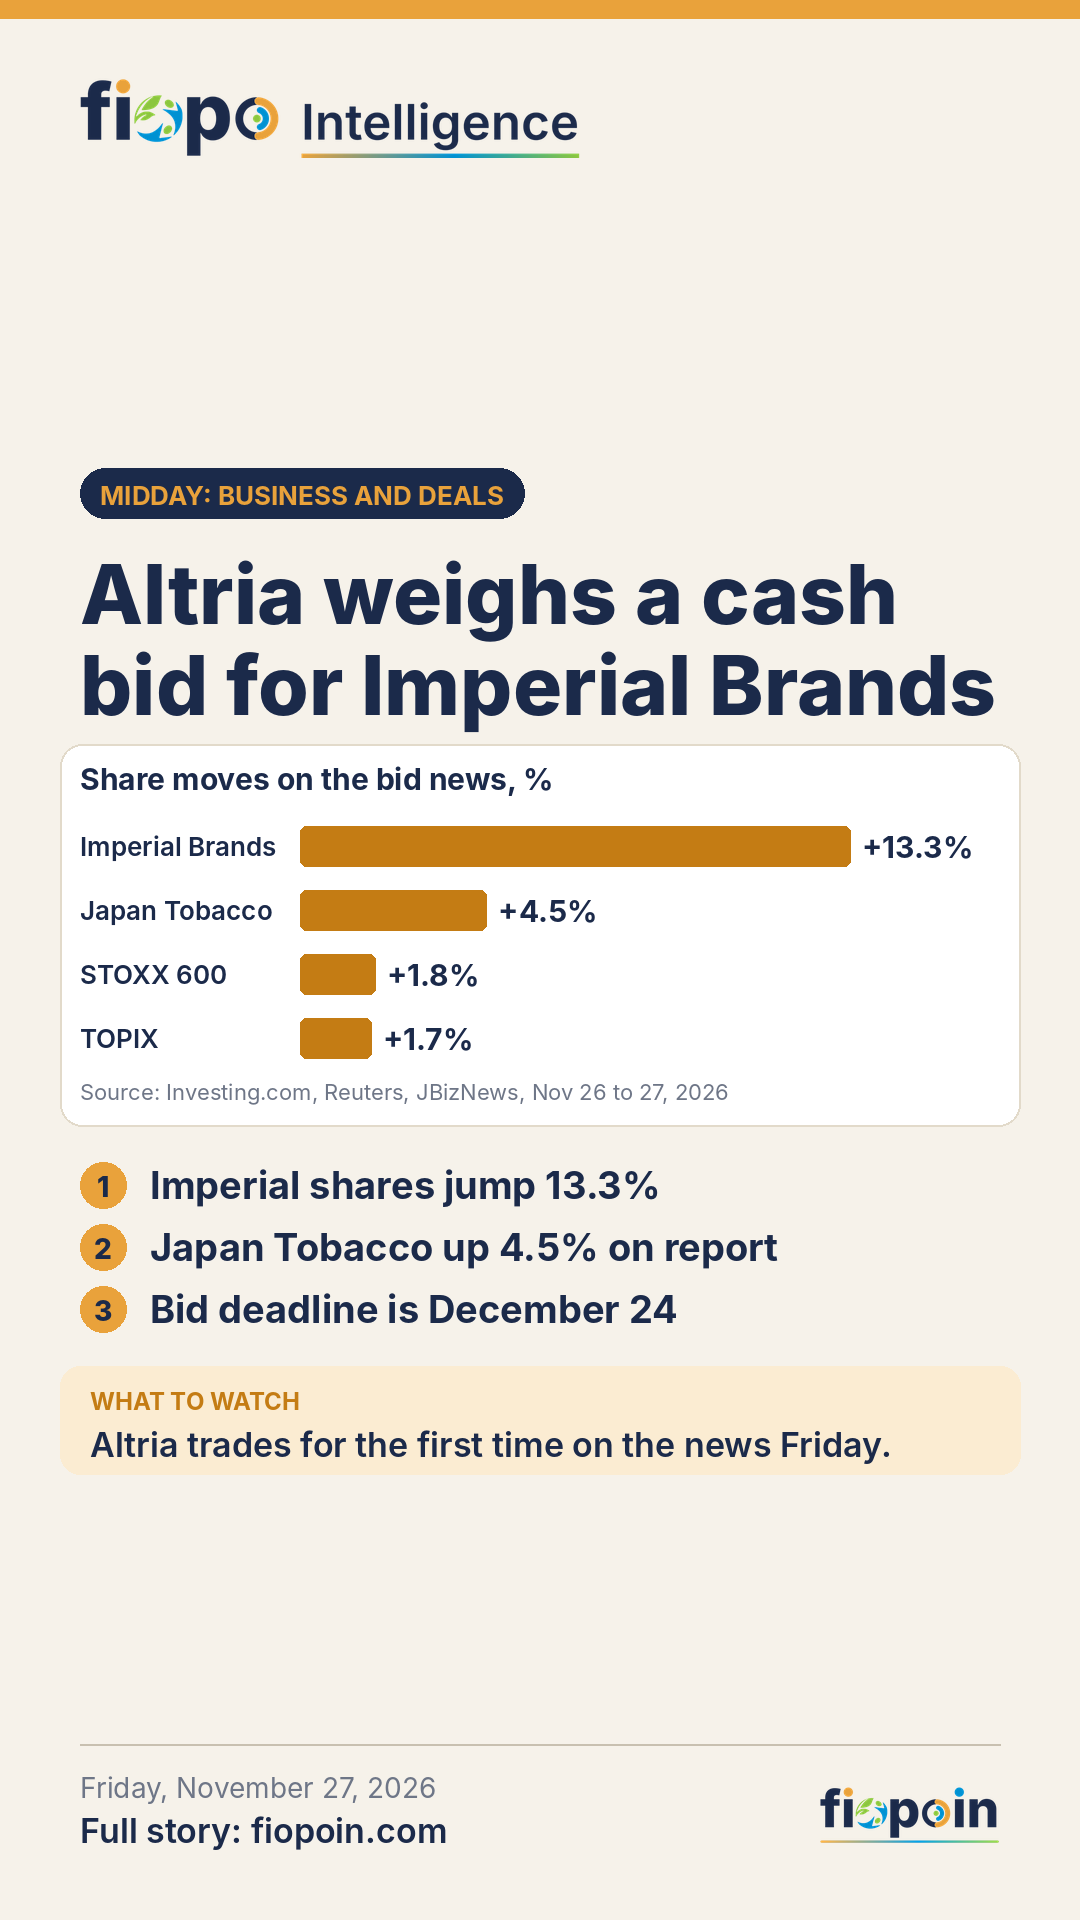 fiopo Intelligence
MIDDAY: BUSINESS AND DEALS
Altria weighs a cash
bid for Imperial Brands
Share moves on the bid news, %
Imperial Brands +13.3%
Japan Tobacco +4.5%
STOXX 600 +1.8%
TOPIX +1.7%
Source: Investing.com, Reuters, JBizNews, Nov 26 to 27, 2026
1 Imperial shares jump 13.3%
2 Japan Tobacco up 4.5% on report
3 Bid deadline is December 24
WHAT TO WATCH
Altria trades for the first time on the news Friday.
Friday, November 27, 2026
Full story: fiopoin.com
fiopoin